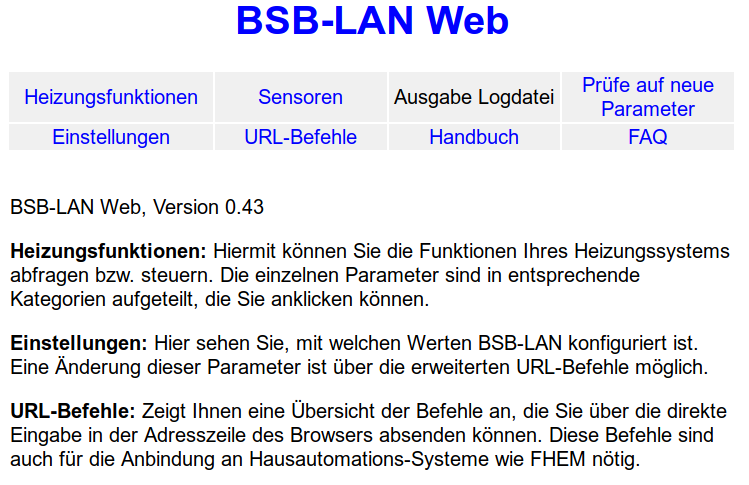 BSB-LAN Web
Heizungsfunktionen
Sensoren
Ausgabe Logdatei
Prüfe auf neue
Parameter
Einstellungen
URL-Befehle
Handbuch
FAQ
BSB-LAN Web, Version 0.43
Heizungsfunktionen: Hiermit können Sie die Funktionen Ihres Heizungssystems
abfragen bzw. steuern. Die einzelnen Parameter sind in entsprechende
Kategorien aufgeteilt, die Sie anklicken können.
Einstellungen: Hier sehen Sie, mit welchen Werten BSB-LAN konfiguriert ist.
Eine Änderung dieser Parameter ist über die erweiterten URL-Befehle möglich.
URL-Befehle: Zeigt Ihnen eine Übersicht der Befehle an, die Sie über die direkte
Eingabe in der Adresszeile des Browsers absenden können. Diese Befehle sind
auch für die Anbindung an Hausautomations-Systeme wie FHEM nötig.